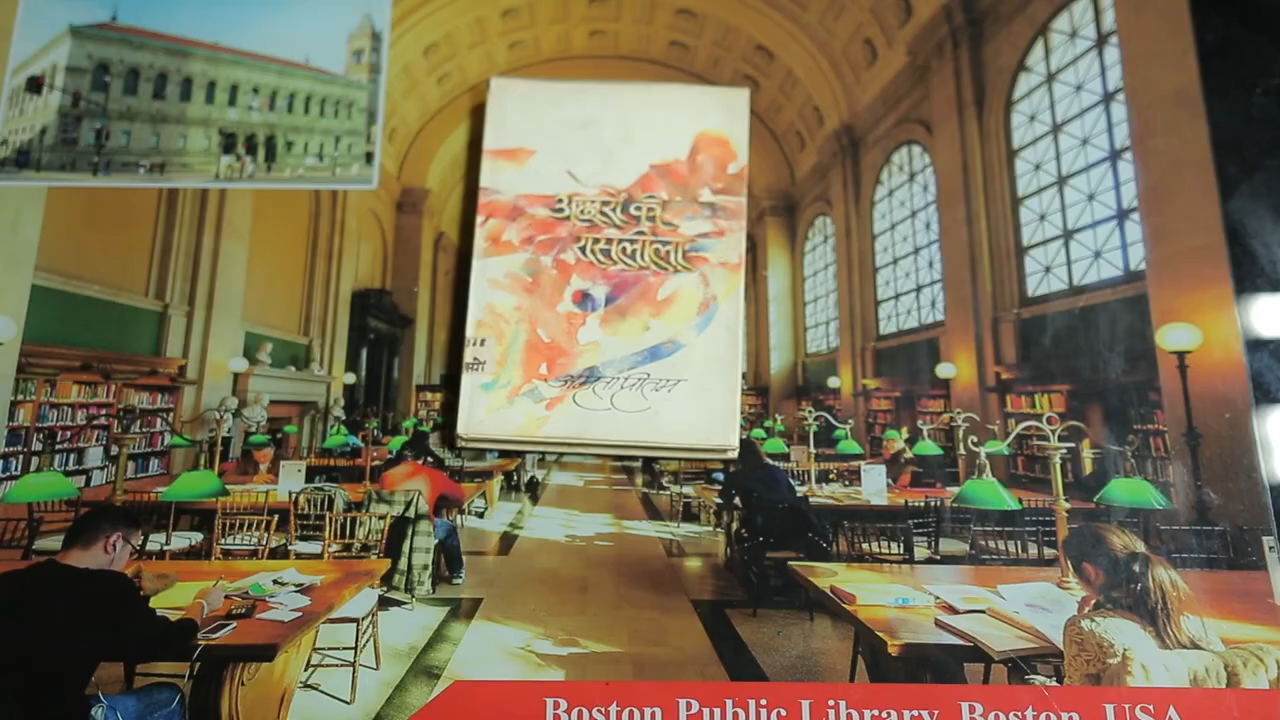 अक्षरों की
रासलीला
अमृता प्रीतम
Boston Public Library, Boston, USA